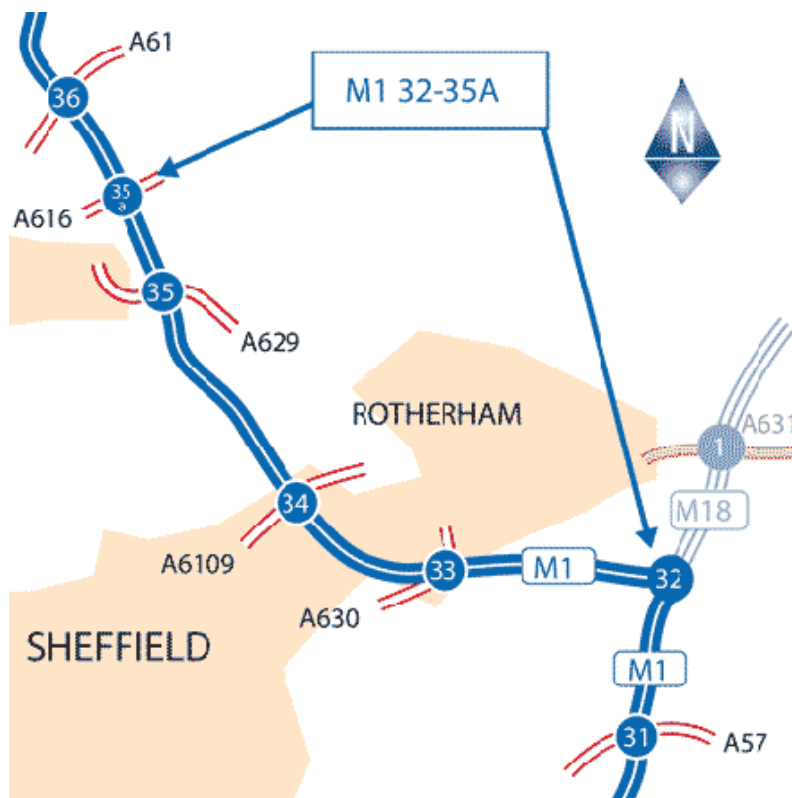 A61
36
M1 32-35A
N
35
a
A616
35
A629
ROTHERHAM
A631
1
34
M18
A6109
33
M1
32
A630
SHEFFIELD
M1
31
A57